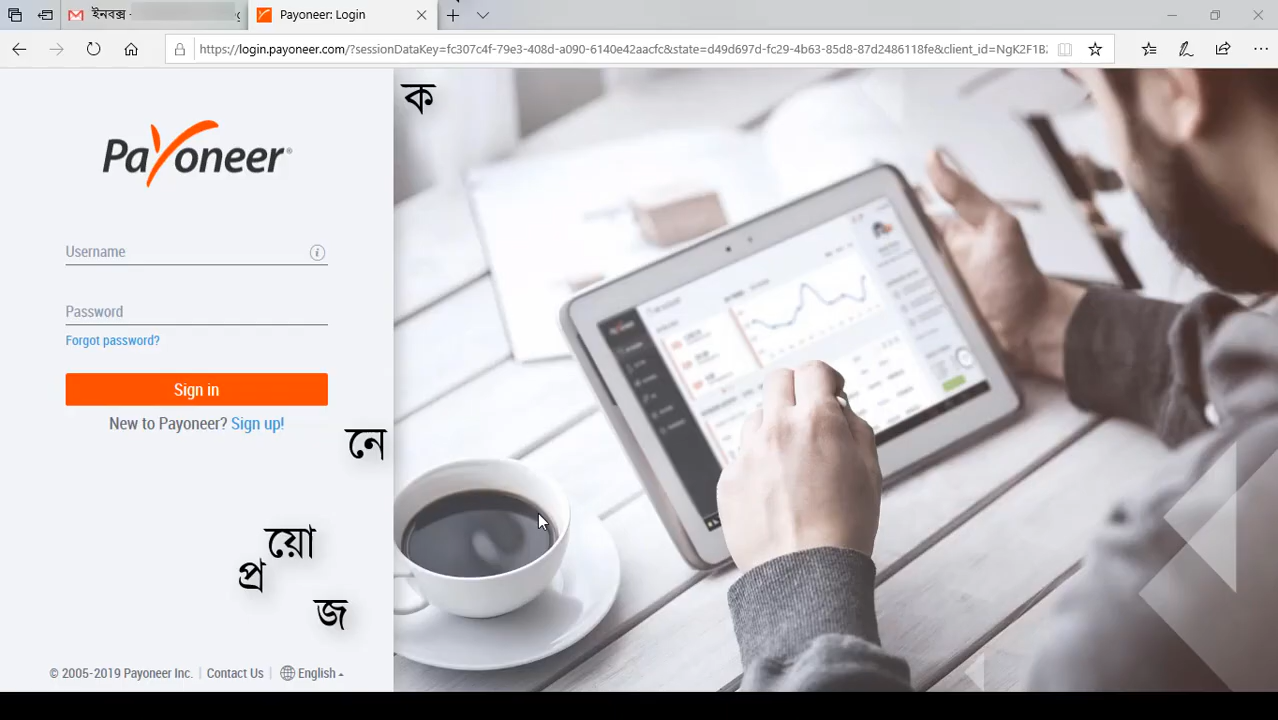 ইনবক্স -
Payoneer: Login
https://login.payoneer.com/?sessionDataKey=fc307c4f-79e3-408d-a090-6140e42aacfc&state=d49d697d-fc29-4b63-85d8-87d2486118fe&client_id=NgK2F1B
ক
Payoneer®
Username
Password
Forgot password?
Sign in
New to Payoneer? Sign up!
নে
য়ো
প্র
জ
© 2005-2019 Payoneer Inc. | Contact Us | English